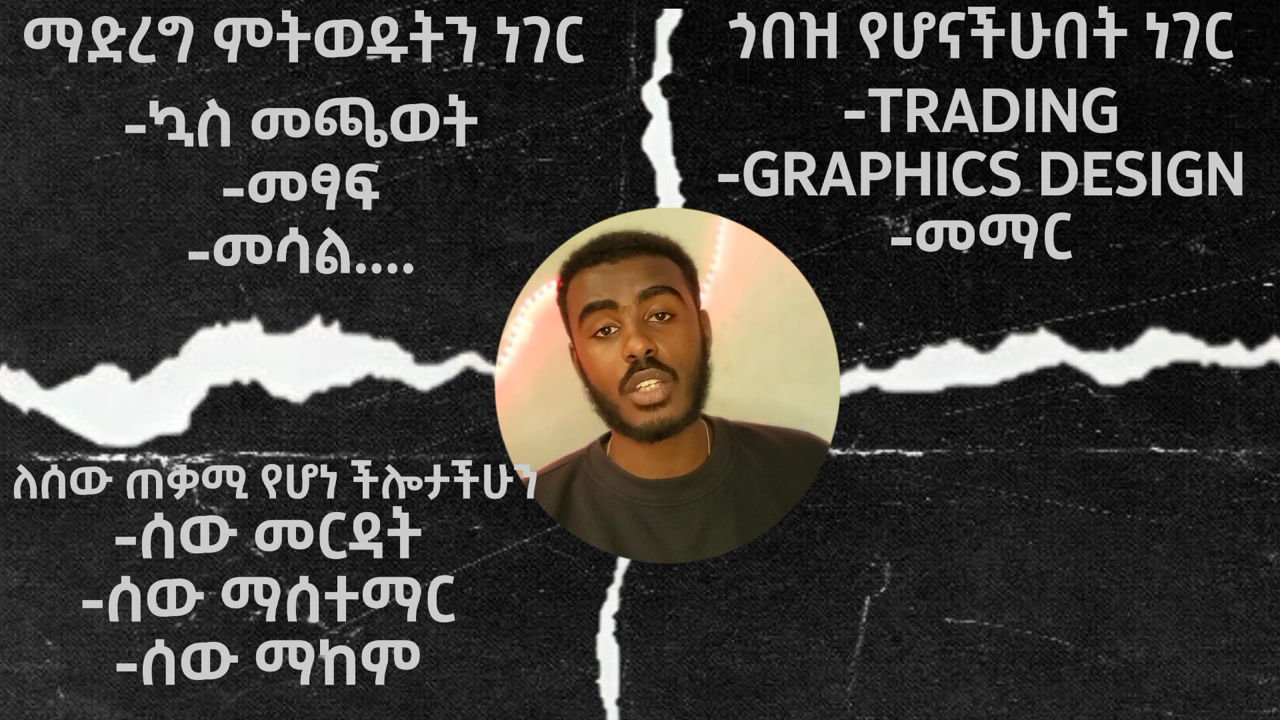 ማድረግ ምትወዱትን ነገር
-ኳስ መጫወት
-መፃፍ
-መሳል....
ጎበዝ የሆናችሁበት ነገር
-TRADING
-GRAPHICS DESIGN
-መማር
ለሰው ጠቃሚ የሆነ ችሎታችሁን
-ሰው መርዳት
-ሰው ማሰተማር
-ሰው ማከም